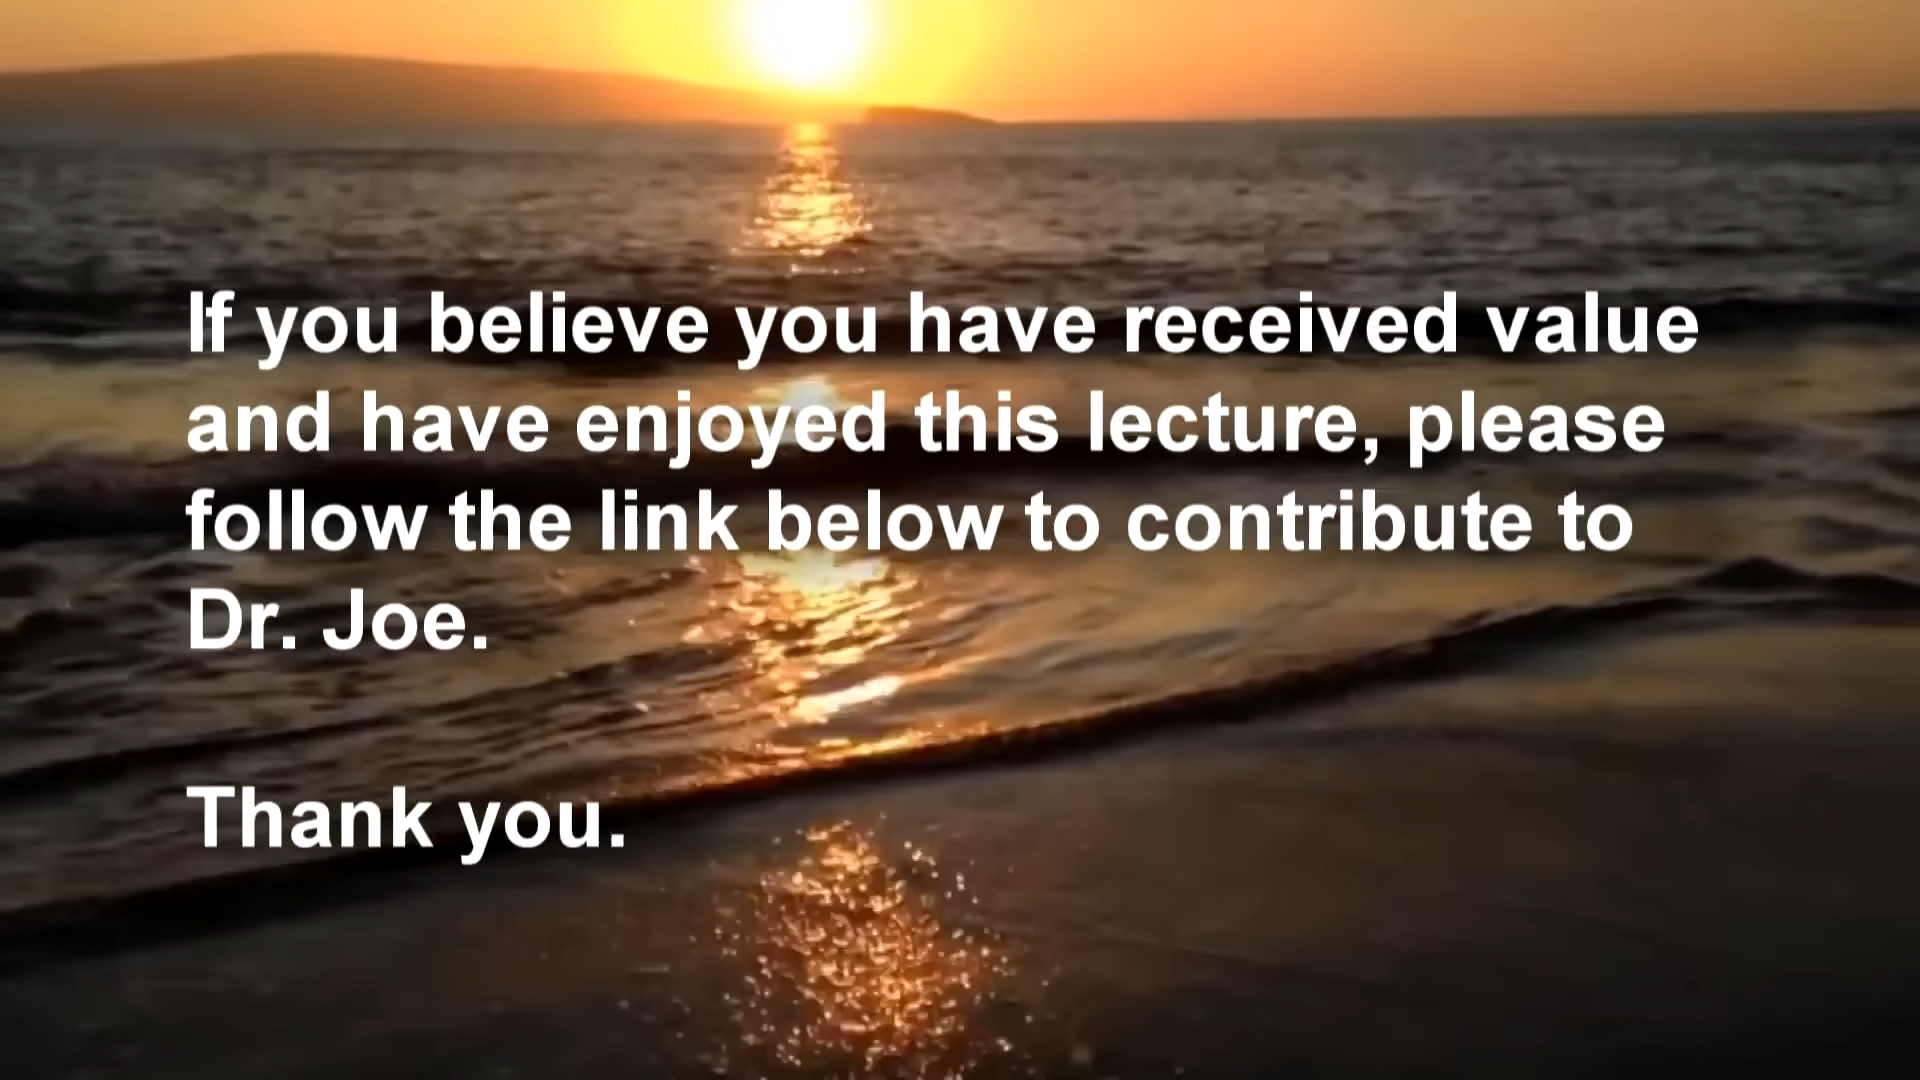 If you believe you have received value
and have enjoyed this lecture, please
follow the link below to contribute to
Dr. Joe.
Thank you.